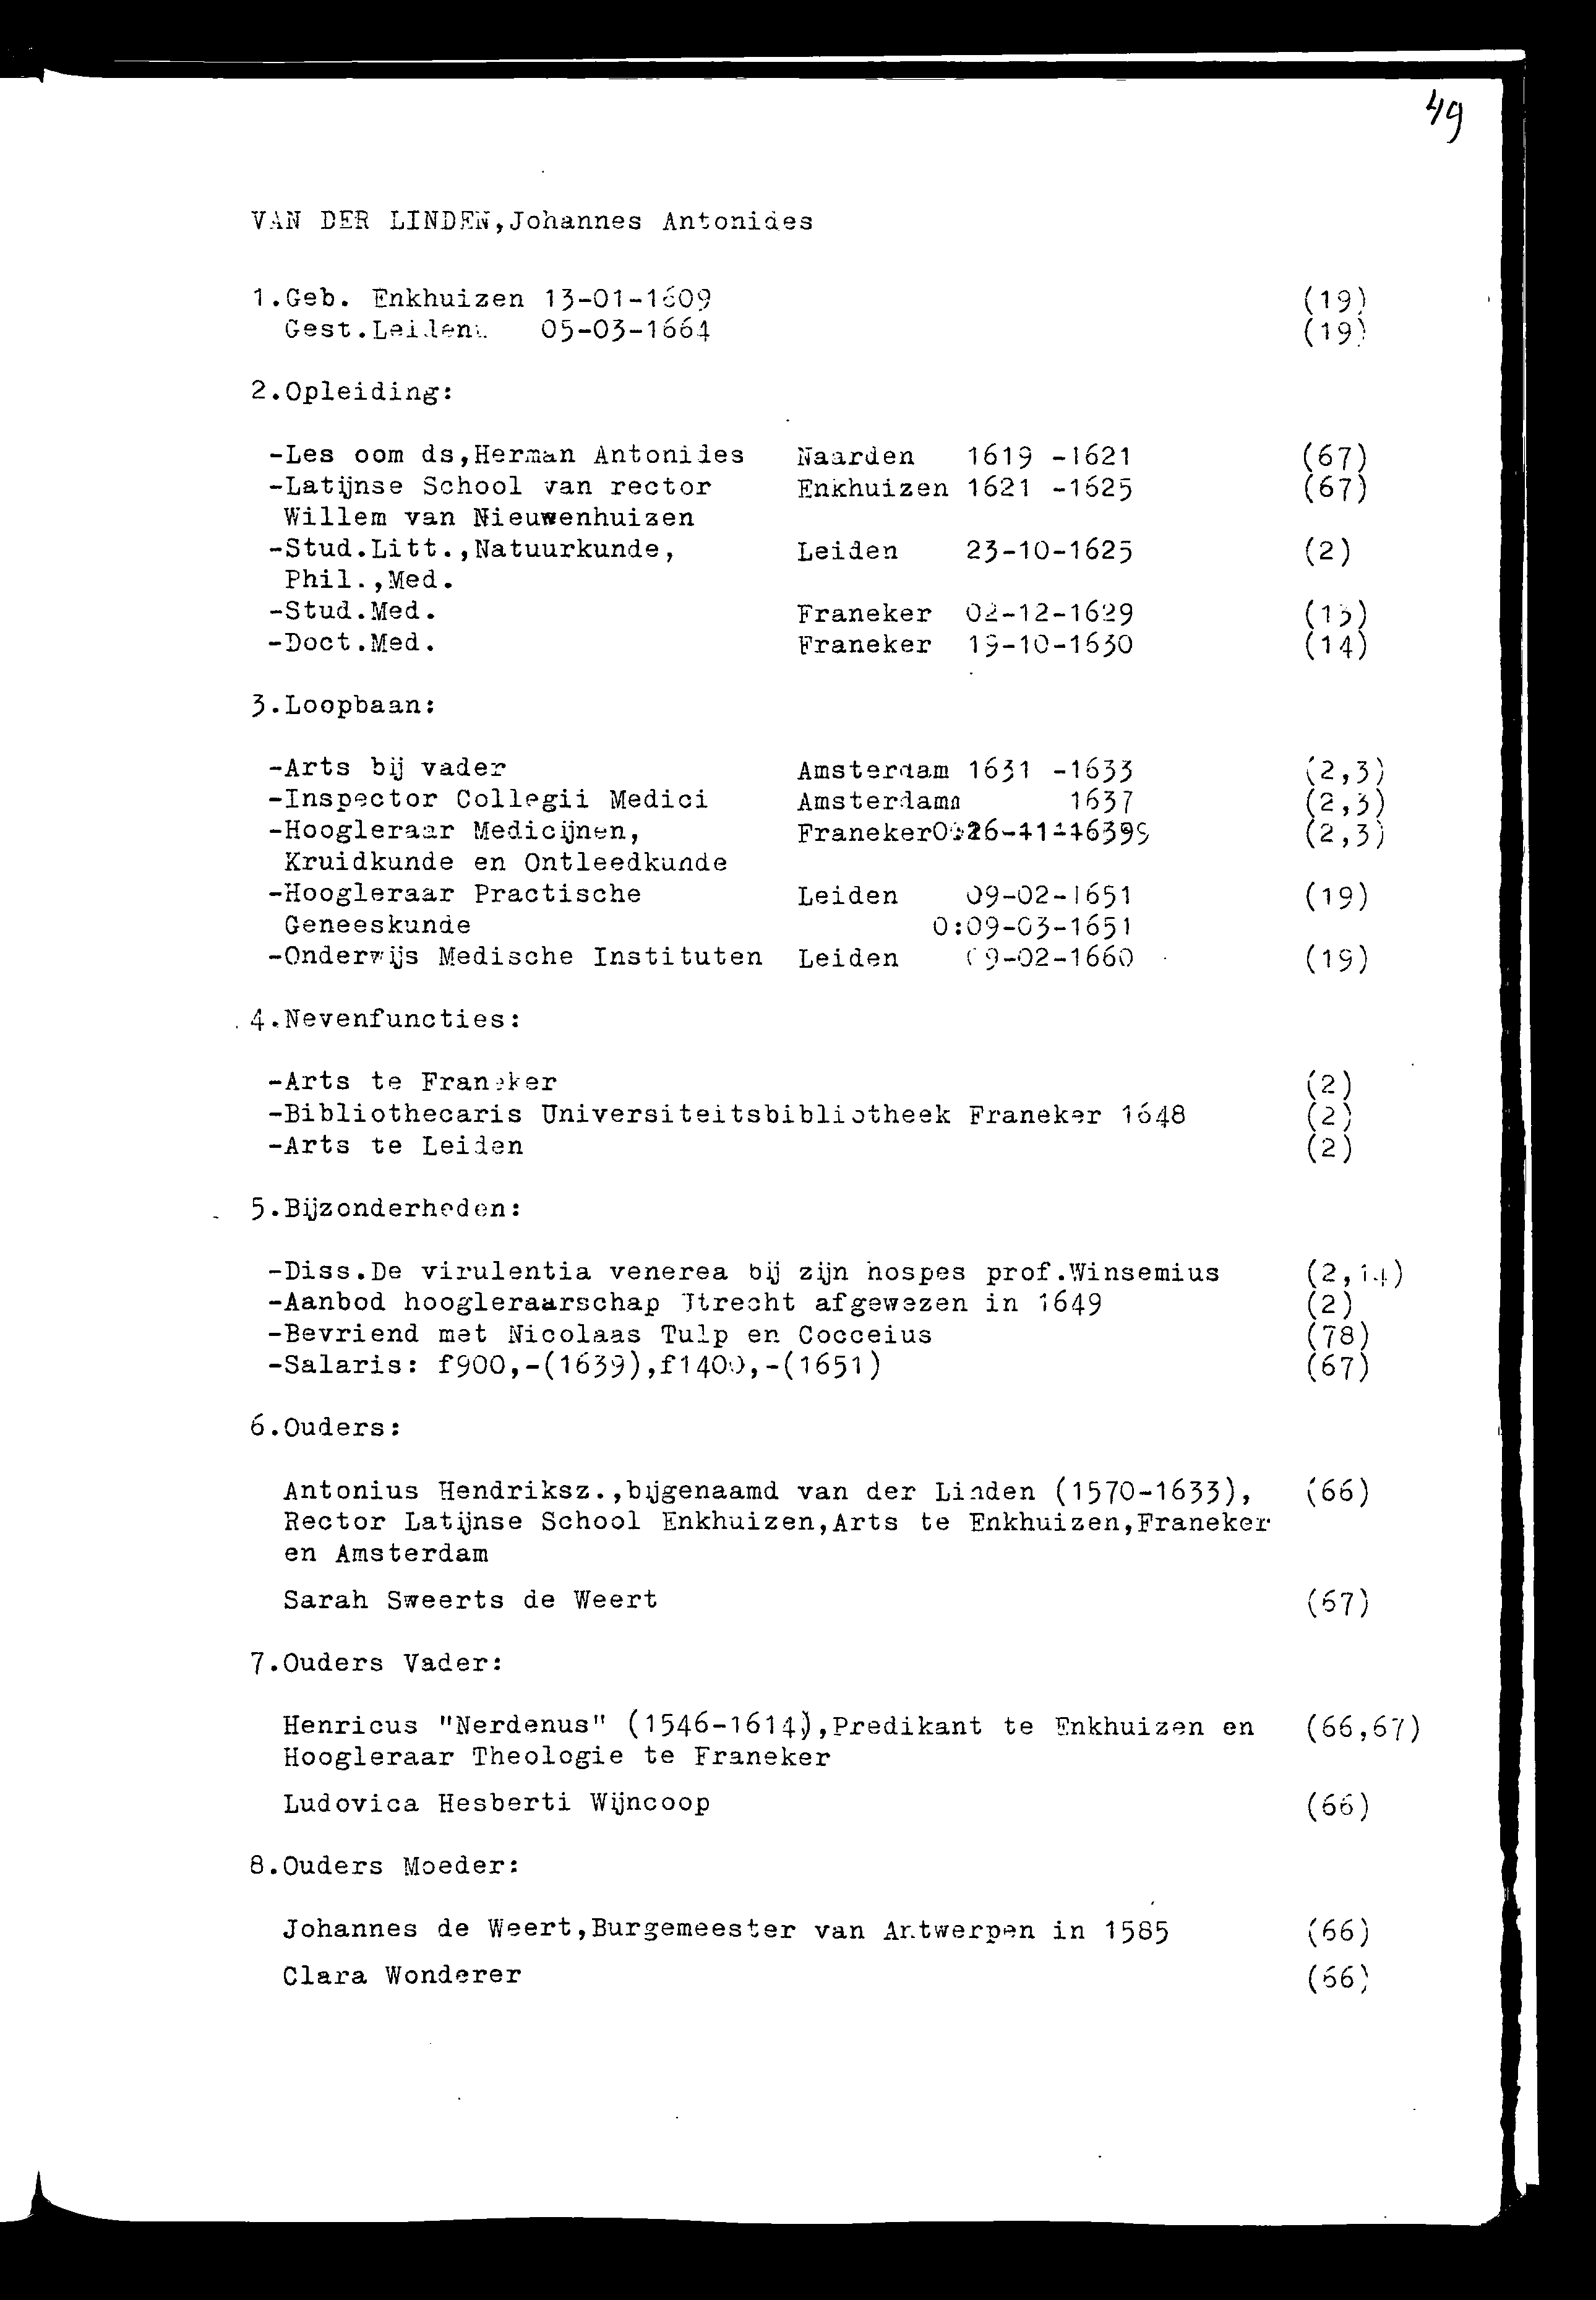 49
VAN DER LINDEN,Johannes Antonides
1.Geb. Enkhuizen 13-01-1609 (19)
Gest.Leiden 05-03-1664 (19)
2.Opleiding:
-Les oom ds,Herman Antonides Naarden 1619 -1621 (67)
-Latijnse School van rector Enkhuizen 1621 -1625 (67)
Willem van Nieuwenhuizen
-Stud.Litt.,Natuurkunde, Leiden 23-10-1625 (2)
Phil.,Med.
-Stud.Med. Franeker 02-12-1629 (13)
-Doct.Med. Franeker 19-10-1630 (14)
3.Loopbaan:
-Arts bij vader Amsterdam 1631 -1633 (2,3)
-Inspector Collegii Medici Amsterdam 1637 (2,3)
-Hoogleraar Medicijnen, Franeker (2,3)
Kruidkunde en Ontleedkunde
-Hoogleraar Practische Leiden 09-02-1651 (19)
Geneeskunde 0:09-03-1651
-Onderwijs Medische Instituten Leiden 09-02-1660 (19)
4.Nevenfuncties:
-Arts te Franeker (2)
-Bibliothecaris Universiteitsbibliotheek Franeker 1648 (2)
-Arts te Leiden (2)
5.Bijzonderheden:
-Diss.De virulentia venerea bij zijn hospes prof.Winsemius (2,14)
-Aanbod hoogleraarschap Utrecht afgewezen in 1649 (2)
-Bevriend met Nicolaas Tulp en Cocceius (78)
-Salaris: f900,-(1639),f1400,-(1651) (67)
6.Ouders:
Antonius Hendriksz.,bijgenaamd van der Linden (1570-1633), (66)
Rector Latijnse School Enkhuizen,Arts te Enkhuizen,Franeker
en Amsterdam
Sarah Sweerts de Weert (67)
7.Ouders Vader:
Henricus "Nerdenus" (1546-1614),Predikant te Enkhuizen en (66,67)
Hoogleraar Theologie te Franeker
Ludovica Hesberti Wijncoop (66)
8.Ouders Moeder:
Johannes de Weert,Burgemeester van Antwerpen in 1585 (66)
Clara Wonderer (66)